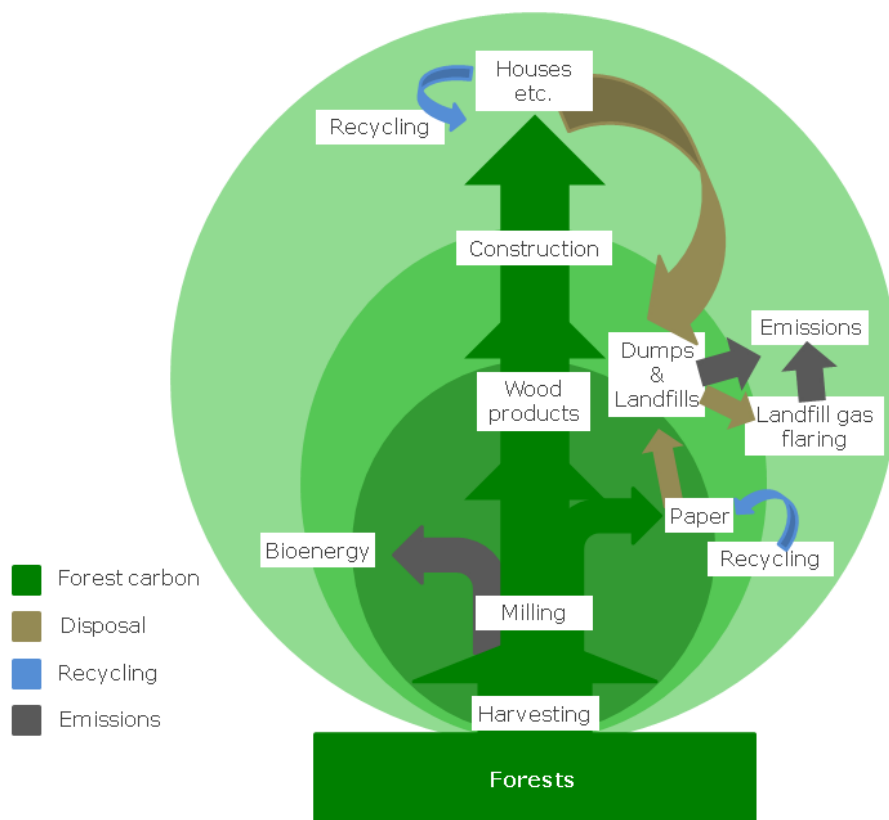 Houses
etc.
Recycling
Construction
Emissions
Dumps
&
Landfills
Wood
products
Landfill gas
flaring
Paper
Bioenergy
Recycling
Forest carbon
Milling
Disposal
Recycling
Harvesting
Emissions
Forests